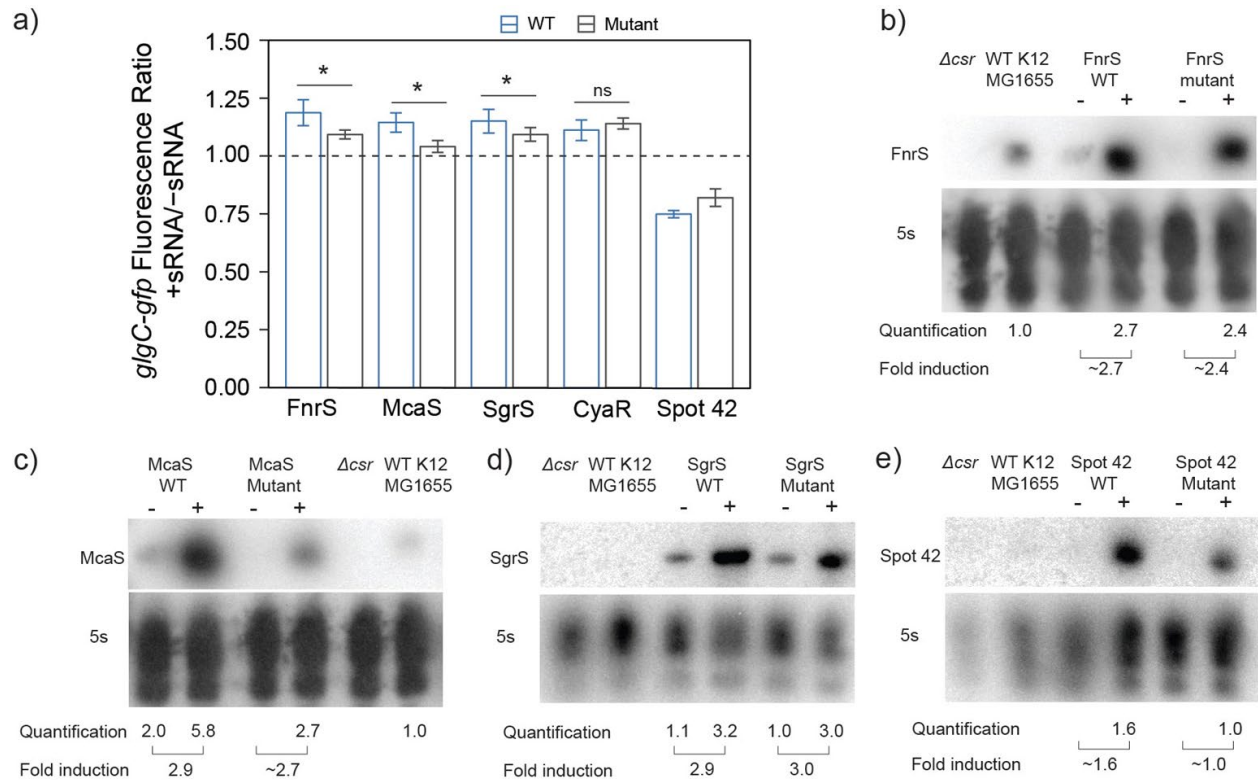 a)
WT Mutant
glgC-gfp Fluorescence Ratio
+sRNA/−sRNA
1.50
1.25
1.00
0.75
0.50
0.25
0.00
* * * ns
FnrS McaS SgrS CyaR Spot 42
b)
Δcsr WT K12 FnrS FnrS
MG1655 WT mutant
- + - +
FnrS
5s
Quantification 1.0 2.7 2.4
Fold induction ~2.7 ~2.4
c)
McaS McaS Δcsr WT K12
WT Mutant MG1655
- + - +
McaS
5s
Quantification 2.0 5.8 2.7 1.0
Fold induction 2.9 ~2.7
d)
Δcsr WT K12 SgrS SgrS
MG1655 WT Mutant
- + - +
SgrS
5s
Quantification 1.1 3.2 1.0 3.0
Fold induction 2.9 3.0
e)
Δcsr WT K12 Spot 42 Spot 42
MG1655 WT Mutant
- + - +
Spot 42
5s
Quantification 1.6 1.0
Fold induction ~1.6 ~1.0